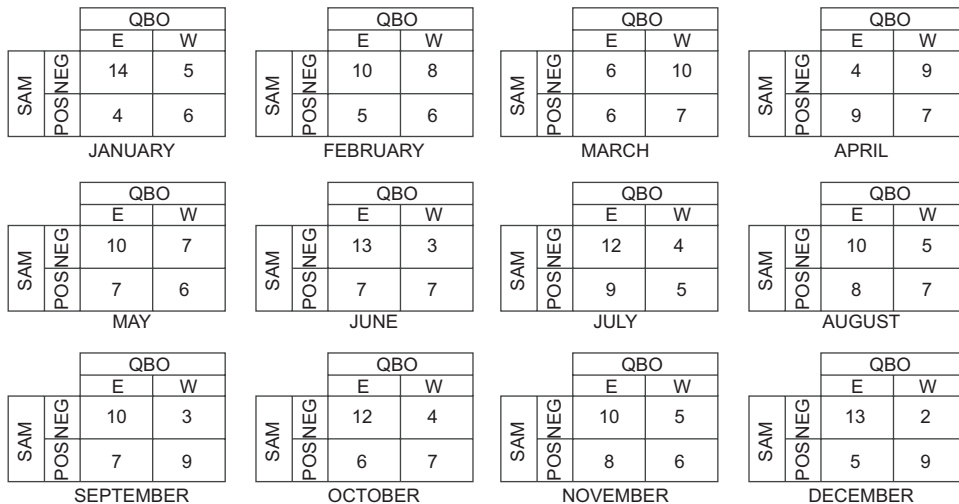 QBO QBO QBO QBO
E W E W E W E W
SAM NEG 14 5 SAM NEG 10 8 SAM NEG 6 10 SAM NEG 4 9
POS 4 6 POS 5 6 POS 6 7 POS 9 7
JANUARY FEBRUARY MARCH APRIL
QBO QBO QBO QBO
E W E W E W E W
SAM NEG 10 7 SAM NEG 13 3 SAM NEG 12 4 SAM NEG 10 5
POS 7 6 POS 7 7 POS 9 5 POS 8 7
MAY JUNE JULY AUGUST
QBO QBO QBO QBO
E W E W E W E W
SAM NEG 10 3 SAM NEG 12 4 SAM NEG 10 5 SAM NEG 13 2
POS 7 9 POS 6 7 POS 8 6 POS 5 9
SEPTEMBER OCTOBER NOVEMBER DECEMBER